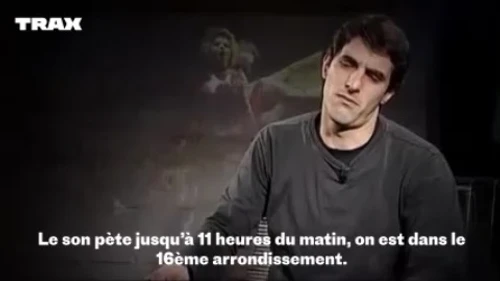 TRAX
Le son pète jusqu'à 11 heures du matin, on est dans le
16ème arrondissement.